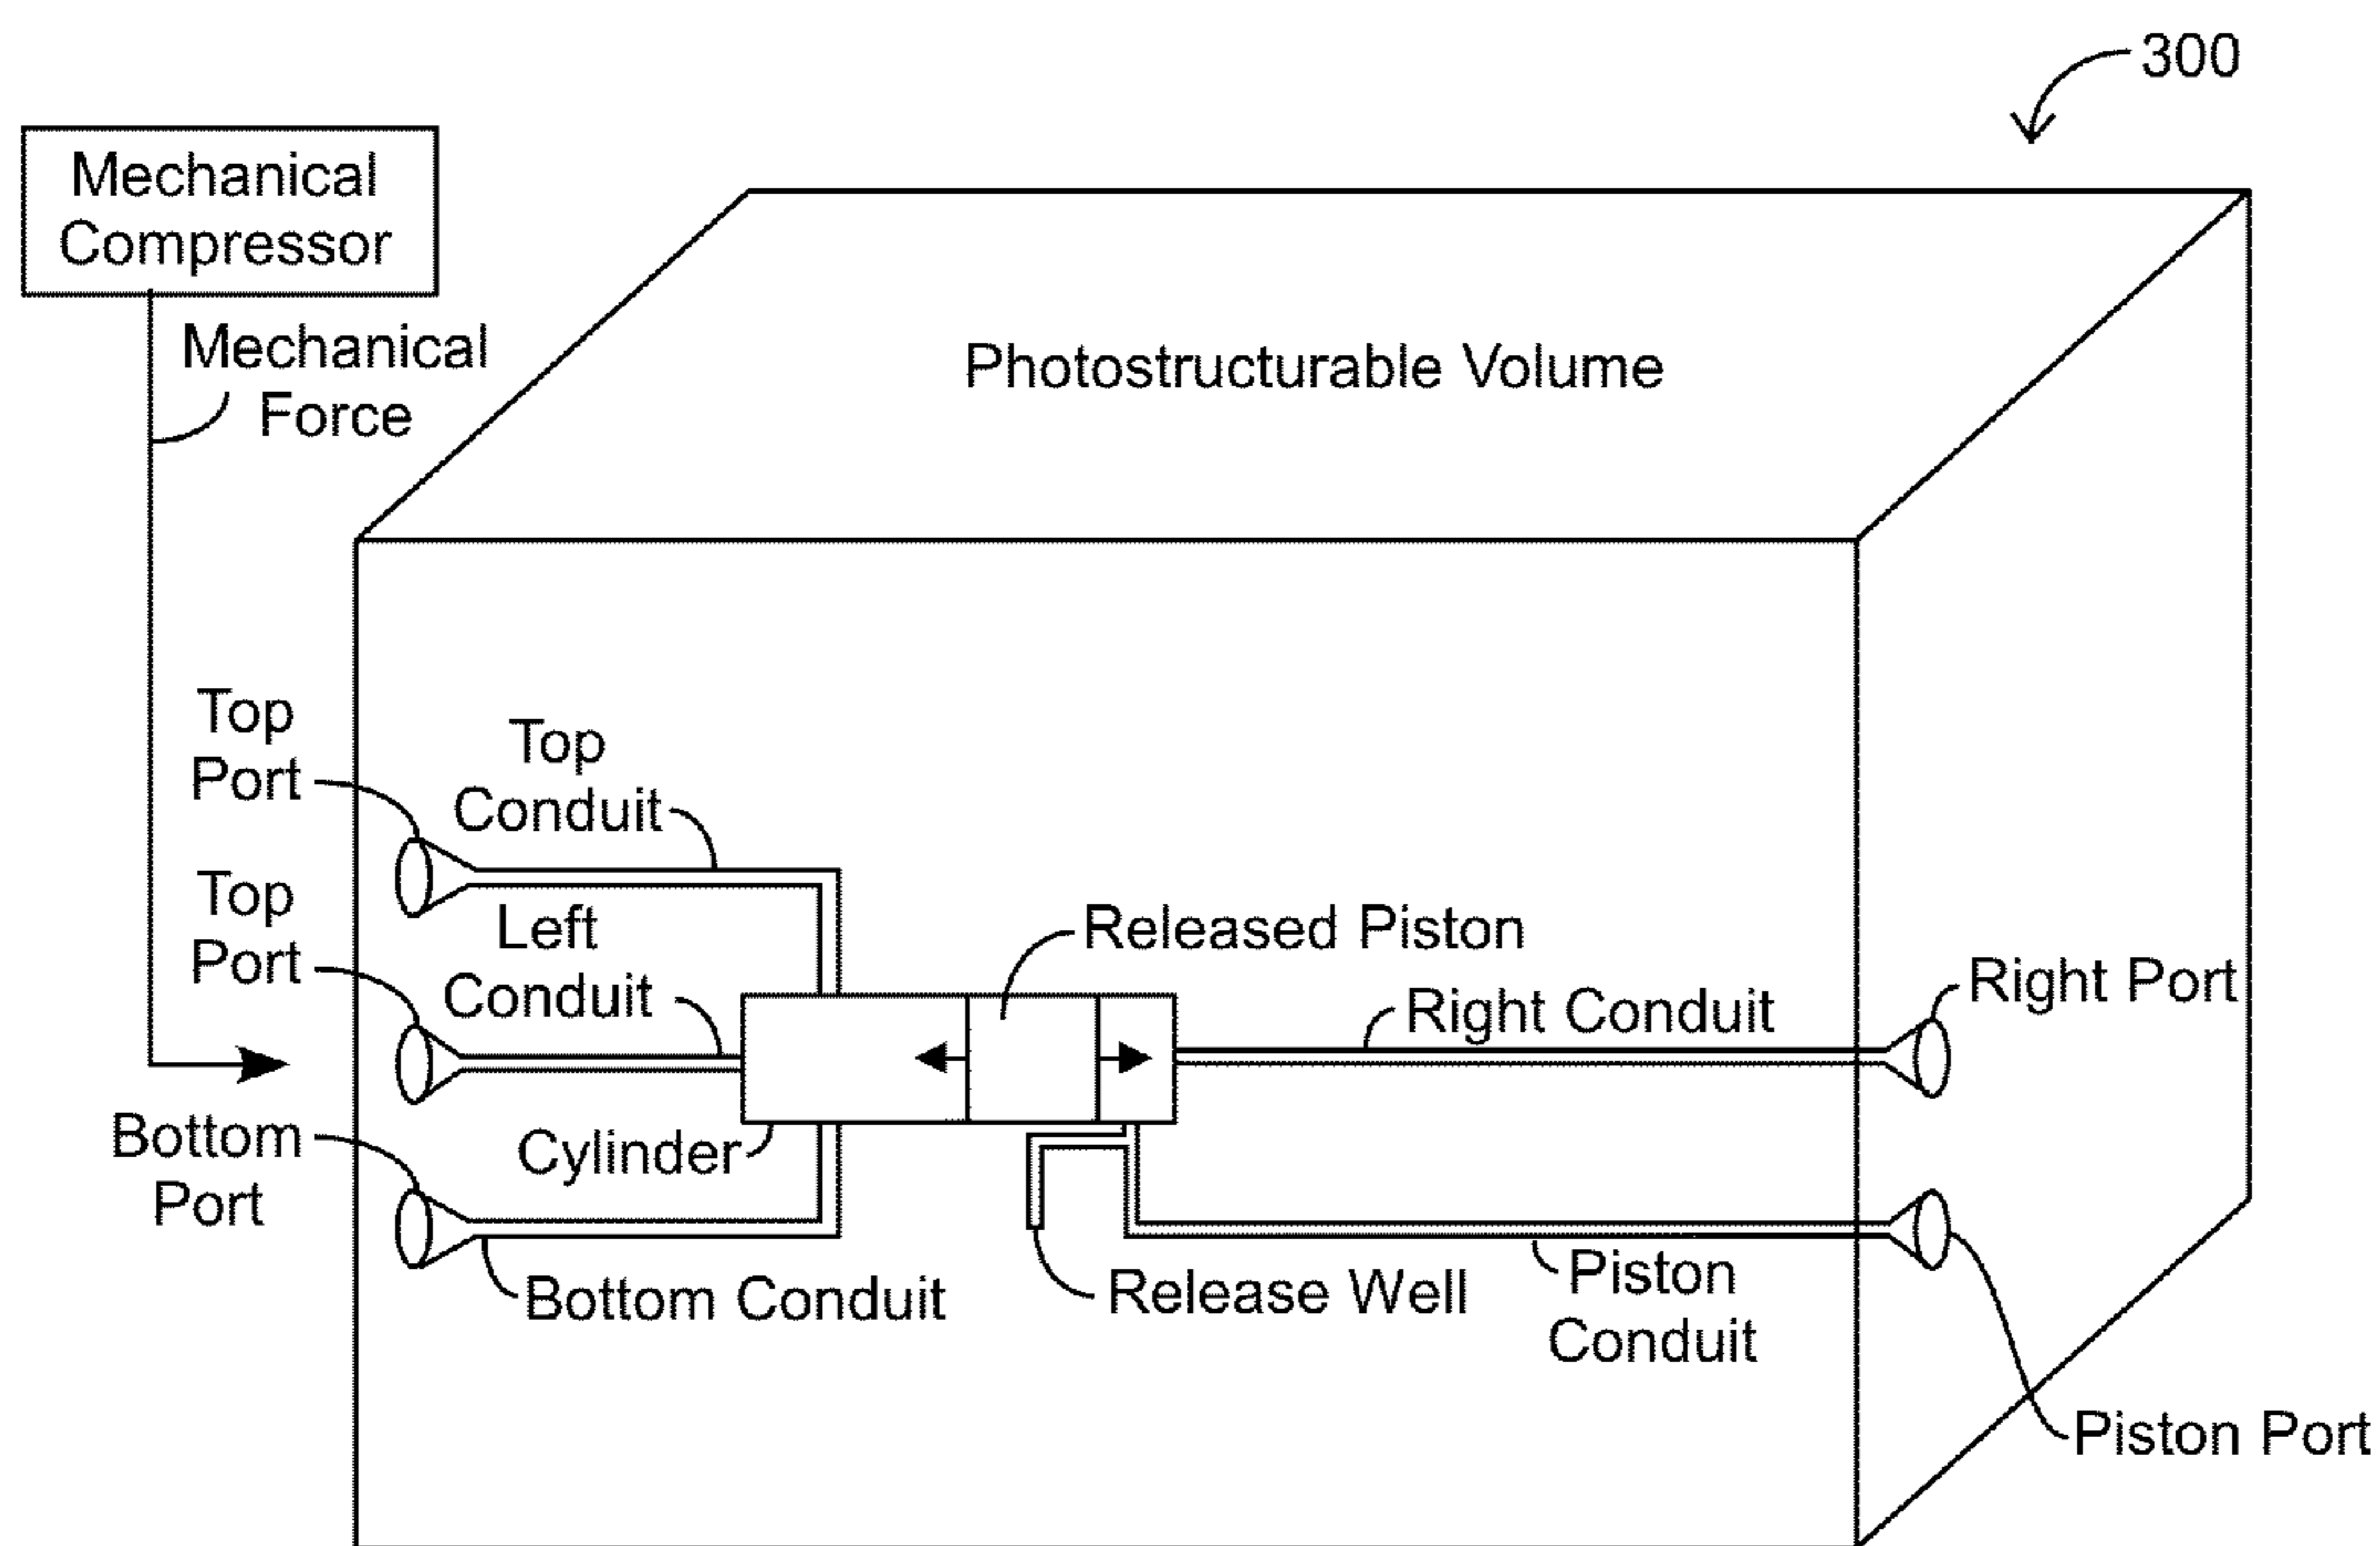 300
Mechanical
Compressor
Mechanical
Force
Photostructurable Volume
Top
Port
Top
Conduit
Top
Port
Left
Conduit
Released Piston
Right Conduit
Right Port
Bottom
Port
Cylinder
Bottom Conduit
Release Well
Piston
Conduit
Piston Port